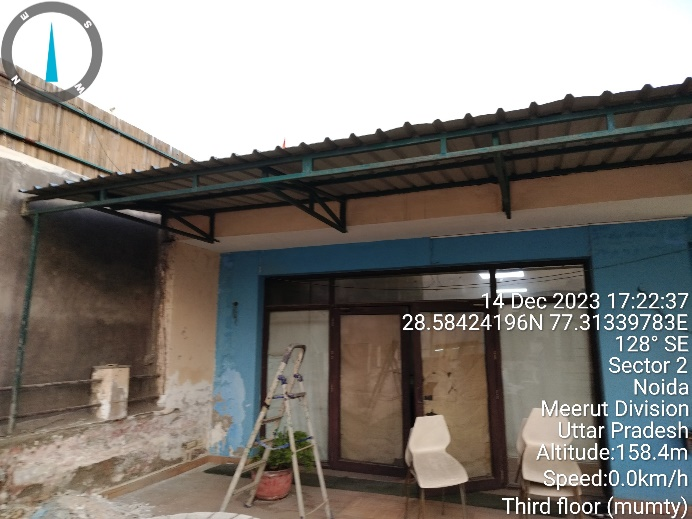 14 Dec 2023 17:22:37
28.58424196N 77.31339783E
128° SE
Sector 2
Noida
Meerut Division
Uttar Pradesh
Altitude:158.4m
Speed:0.0km/h
Third floor (mumty)
E
S
N
W